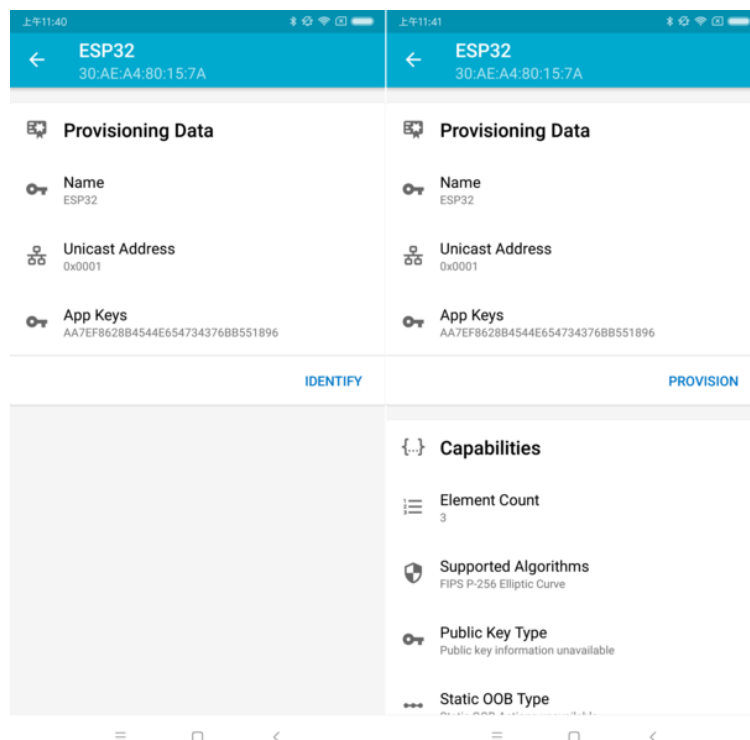 上午11:40
ESP32
30:AE:A4:80:15:7A
Provisioning Data
Name
ESP32
Unicast Address
0x0001
App Keys
AA7EF8628B4544E654734376BB551896
IDENTIFY
上午11:41
ESP32
30:AE:A4:80:15:7A
Provisioning Data
Name
ESP32
Unicast Address
0x0001
App Keys
AA7EF8628B4544E654734376BB551896
PROVISION
{...} Capabilities
Element Count
3
Supported Algorithms
FIPS P-256 Elliptic Curve
Public Key Type
Public key information unavailable
Static OOB Type